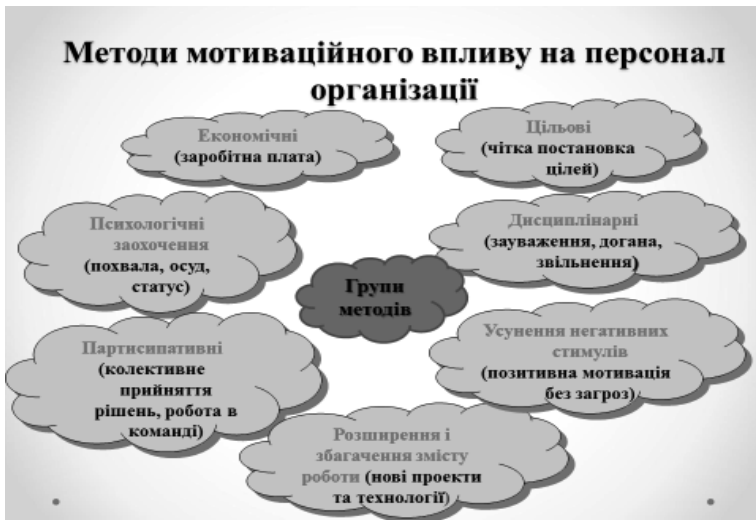 Методи мотиваційного впливу на персонал
організації
Економічні
(заробітна плата)
Цільові
(чітка постановка
цілей)
Психологічні
заохочення
(похвала, осуд,
статус)
Дисциплінарні
(зауваження, догана,
звільнення)
Групи
методів
Партисипативні
(колективне
прийняття
рішень, робота в
команді)
Усунення негативних
стимулів
(позитивна мотивація
без загроз)
Розширення і
збагачення змісту
роботи (нові проекти
та технології)